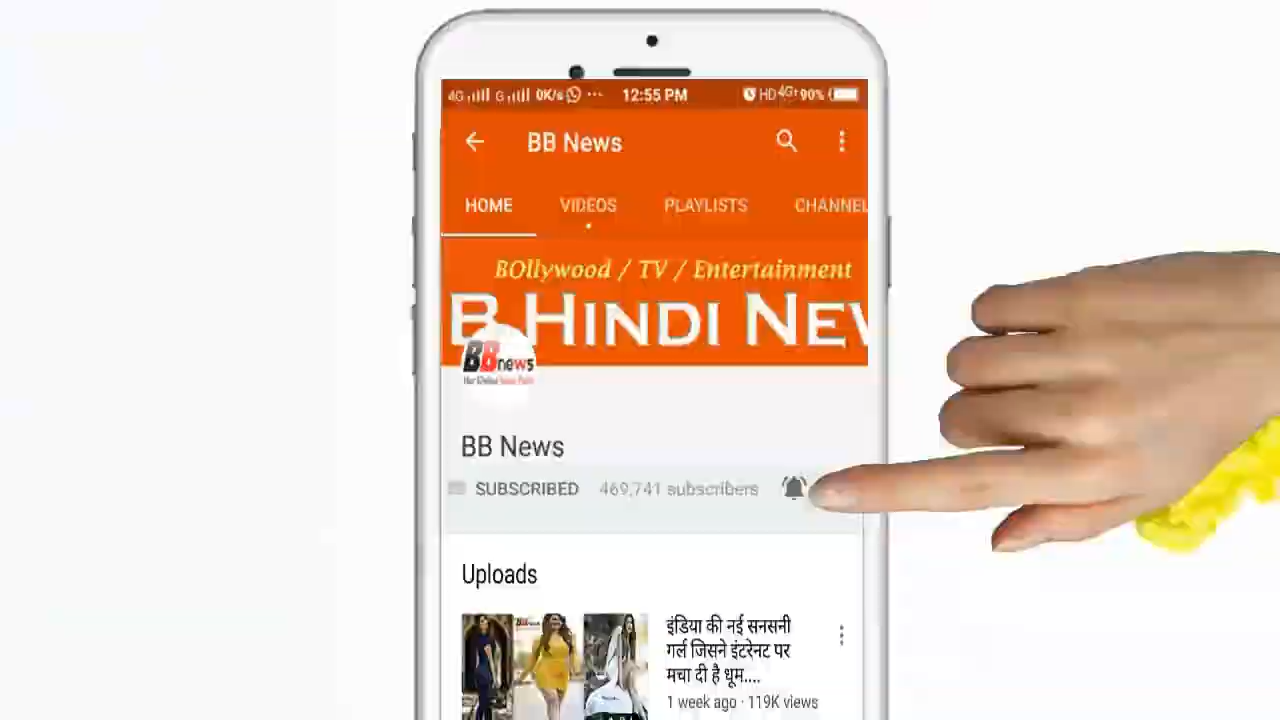 4G G 0K/s ... 12:55 PM HD 4G+ 90%
BB News
HOME VIDEOS PLAYLISTS CHANNEL
BOllywood / TV / Entertainment
B HINDI NEW
BBnews
BB News
SUBSCRIBED 469,741 subscribers
Uploads
इंडिया की नई सनसनी
गर्ल जिसने इंटरनेट पर
मचा दी है धूम....
1 week ago · 119K views